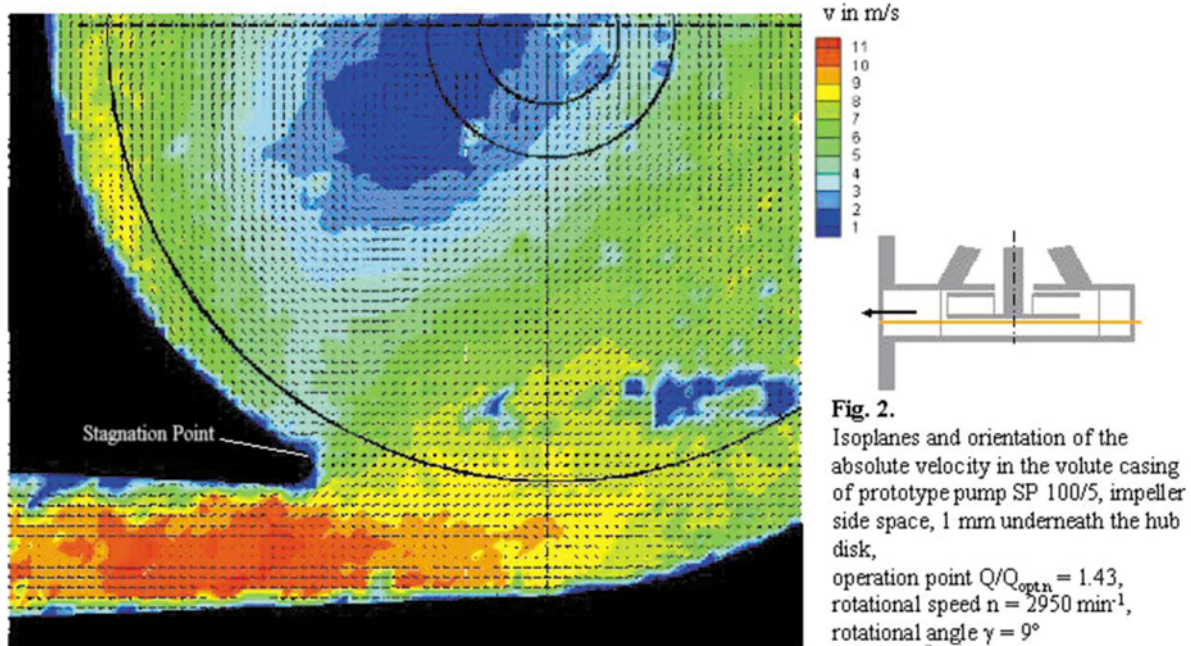 v in m/s
11
10
9
8
7
6
5
4
3
2
1
Stagnation Point
Fig. 2.
Isoplanes and orientation of the
absolute velocity in the volute casing
of prototype pump SP 100/5, impeller
side space, 1 mm underneath the hub
disk,
operation point Q/Qopt,n = 1.43,
rotational speed n = 2950 min-1,
rotational angle γ = 9°